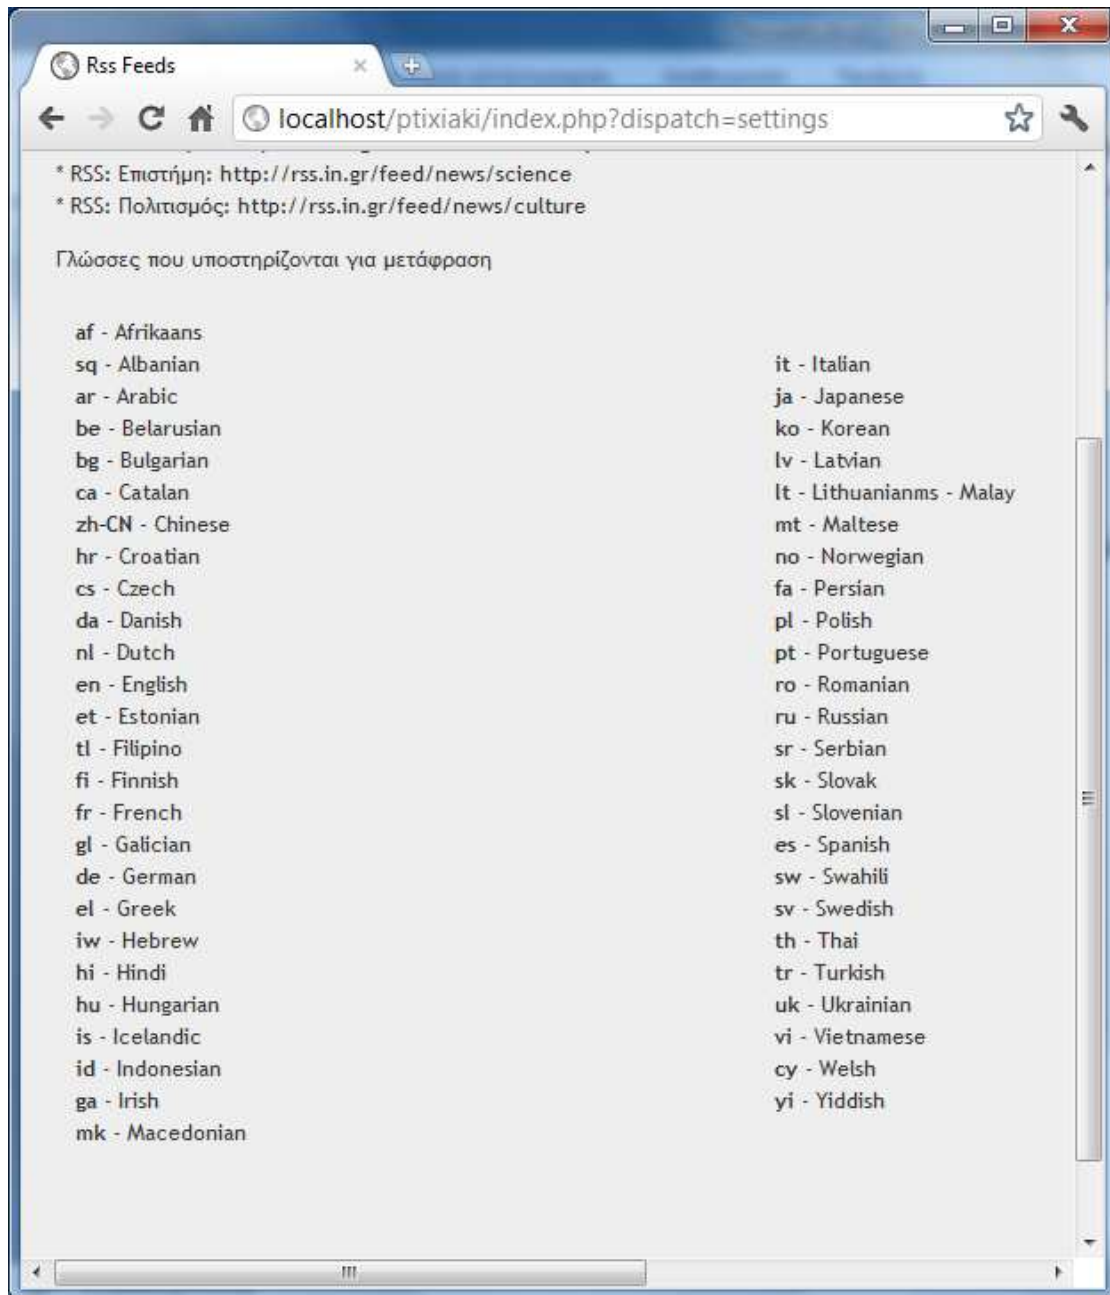 Rss Feeds
localhost/ptixiaki/index.php?dispatch=settings
* RSS: Επιστήμη: http://rss.in.gr/feed/news/science
* RSS: Πολιτισμός: http://rss.in.gr/feed/news/culture
Γλώσσες που υποστηρίζονται για μετάφραση
af - Afrikaans
sq - Albanian
ar - Arabic
be - Belarusian
bg - Bulgarian
ca - Catalan
zh-CN - Chinese
hr - Croatian
cs - Czech
da - Danish
nl - Dutch
en - English
et - Estonian
tl - Filipino
fi - Finnish
fr - French
gl - Galician
de - German
el - Greek
iw - Hebrew
hi - Hindi
hu - Hungarian
is - Icelandic
id - Indonesian
ga - Irish
mk - Macedonian
it - Italian
ja - Japanese
ko - Korean
lv - Latvian
lt - Lithuanianms - Malay
mt - Maltese
no - Norwegian
fa - Persian
pl - Polish
pt - Portuguese
ro - Romanian
ru - Russian
sr - Serbian
sk - Slovak
sl - Slovenian
es - Spanish
sw - Swahili
sv - Swedish
th - Thai
tr - Turkish
uk - Ukrainian
vi - Vietnamese
cy - Welsh
yi - Yiddish